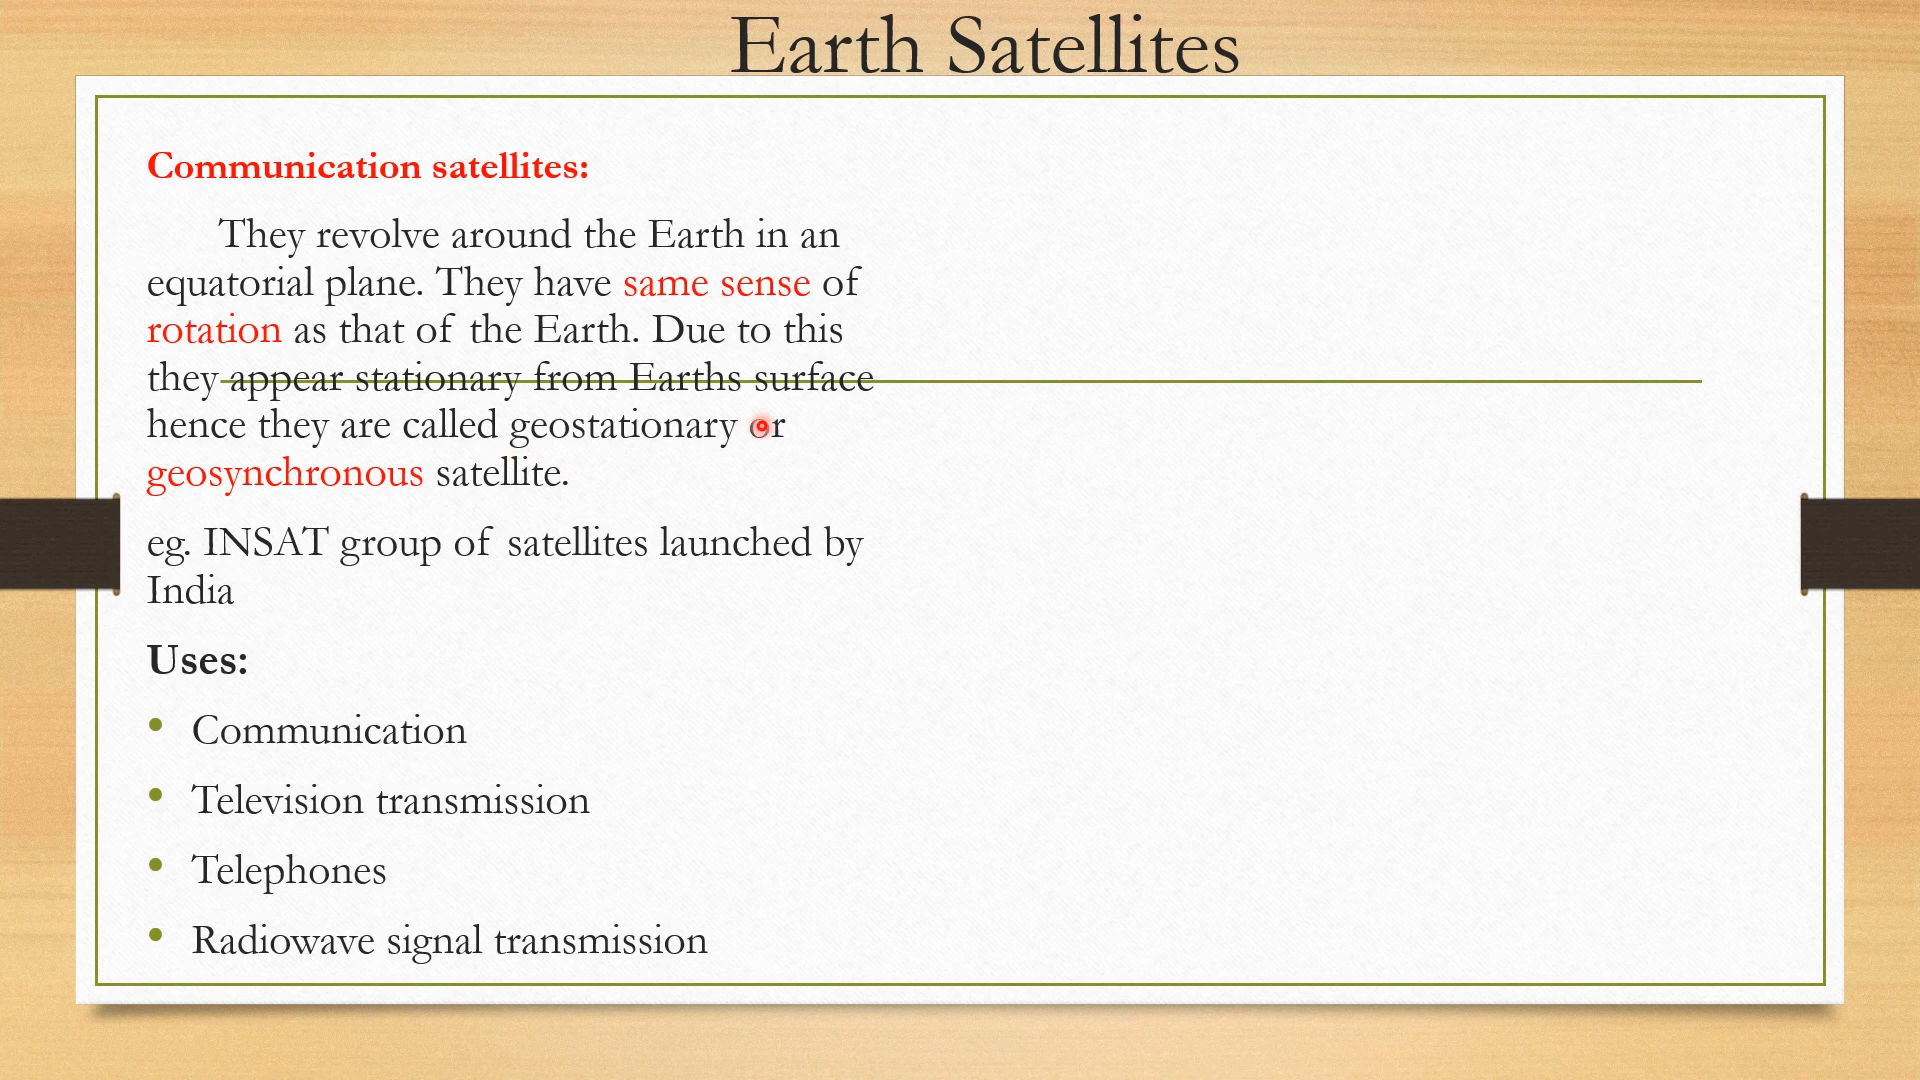 Earth Satellites
Communication satellites:
They revolve around the Earth in an
equatorial plane. They have same sense of
rotation as that of the Earth. Due to this
they appear stationary from Earths surface
hence they are called geostationary or
geosynchronous satellite.
eg. INSAT group of satellites launched by
India
Uses:
• Communication
• Television transmission
• Telephones
• Radiowave signal transmission